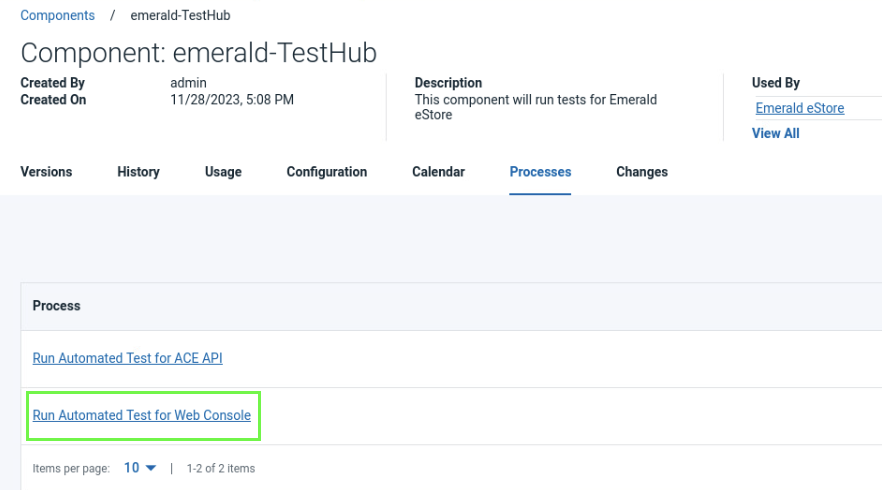 Components / emerald-TestHub
Component: emerald-TestHub
Created By admin
Created On 11/28/2023, 5:08 PM
Description
This component will run tests for Emerald
eStore
Used By
Emerald eStore
View All
Versions History Usage Configuration Calendar Processes Changes
Process
Run Automated Test for ACE API
Run Automated Test for Web Console
Items per page: 10 | 1-2 of 2 items